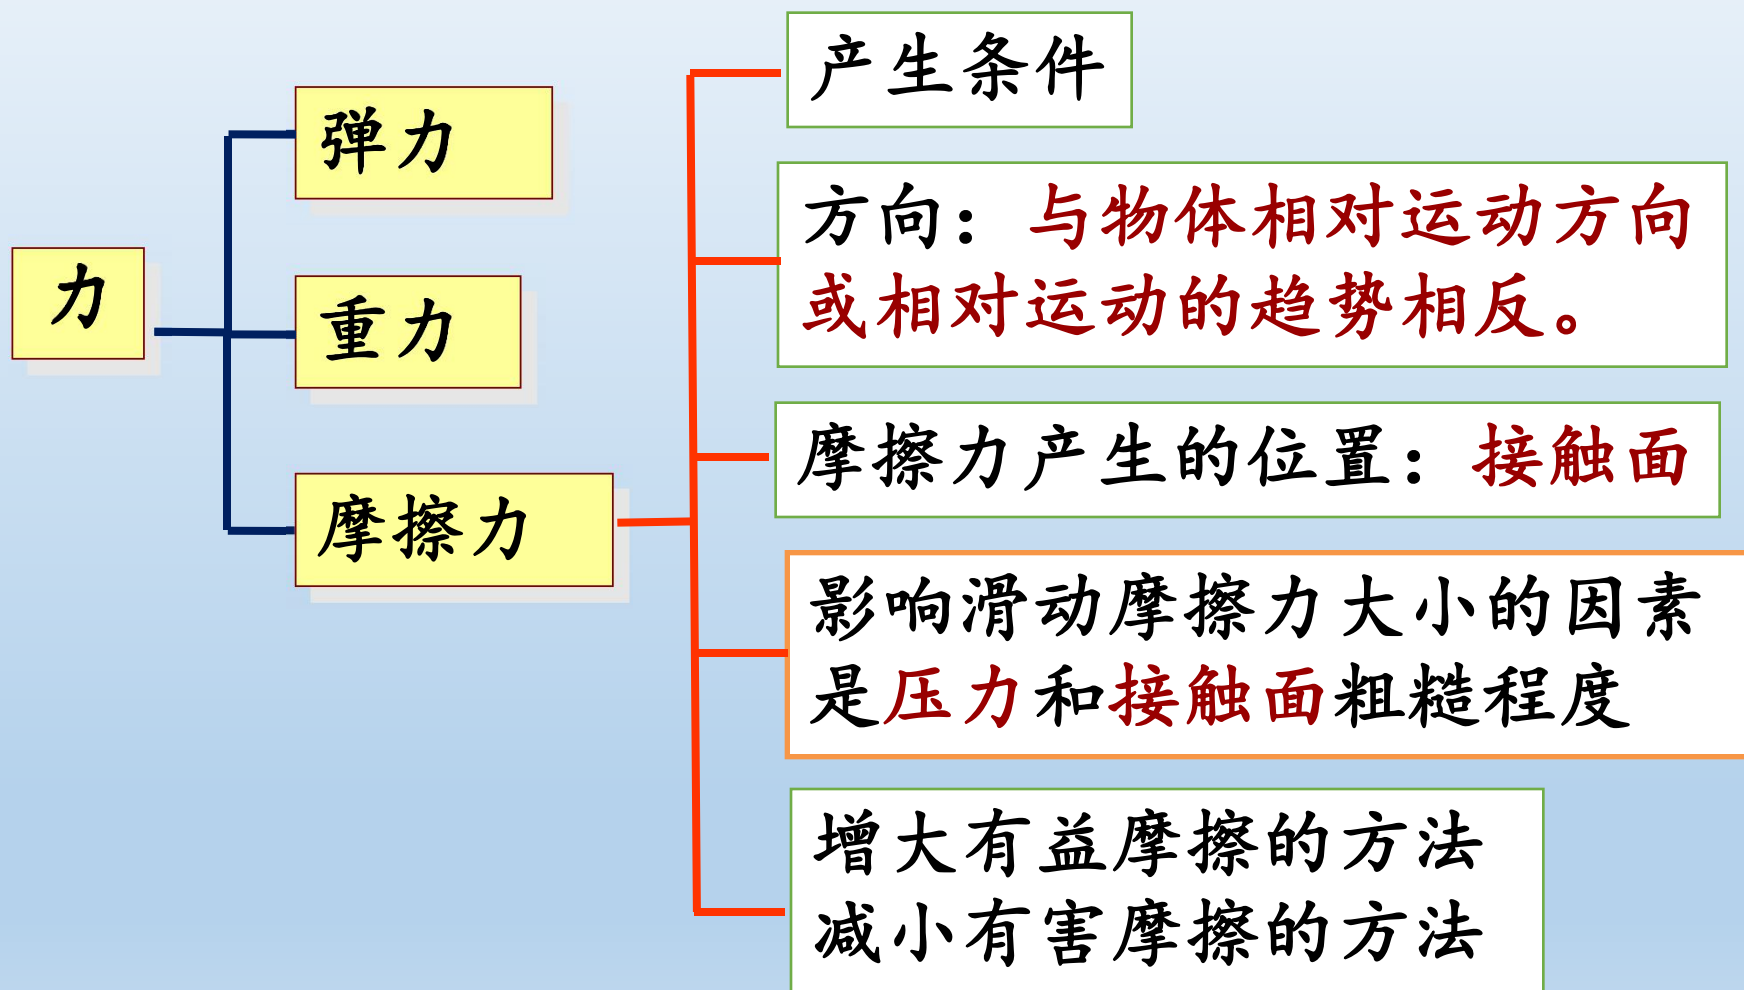 力
弹力
重力
摩擦力
产生条件
方向：与物体相对运动方向
或相对运动的趋势相反。
摩擦力产生的位置：接触面
影响滑动摩擦力大小的因素
是压力和接触面粗糙程度
增大有益摩擦的方法
减小有害摩擦的方法